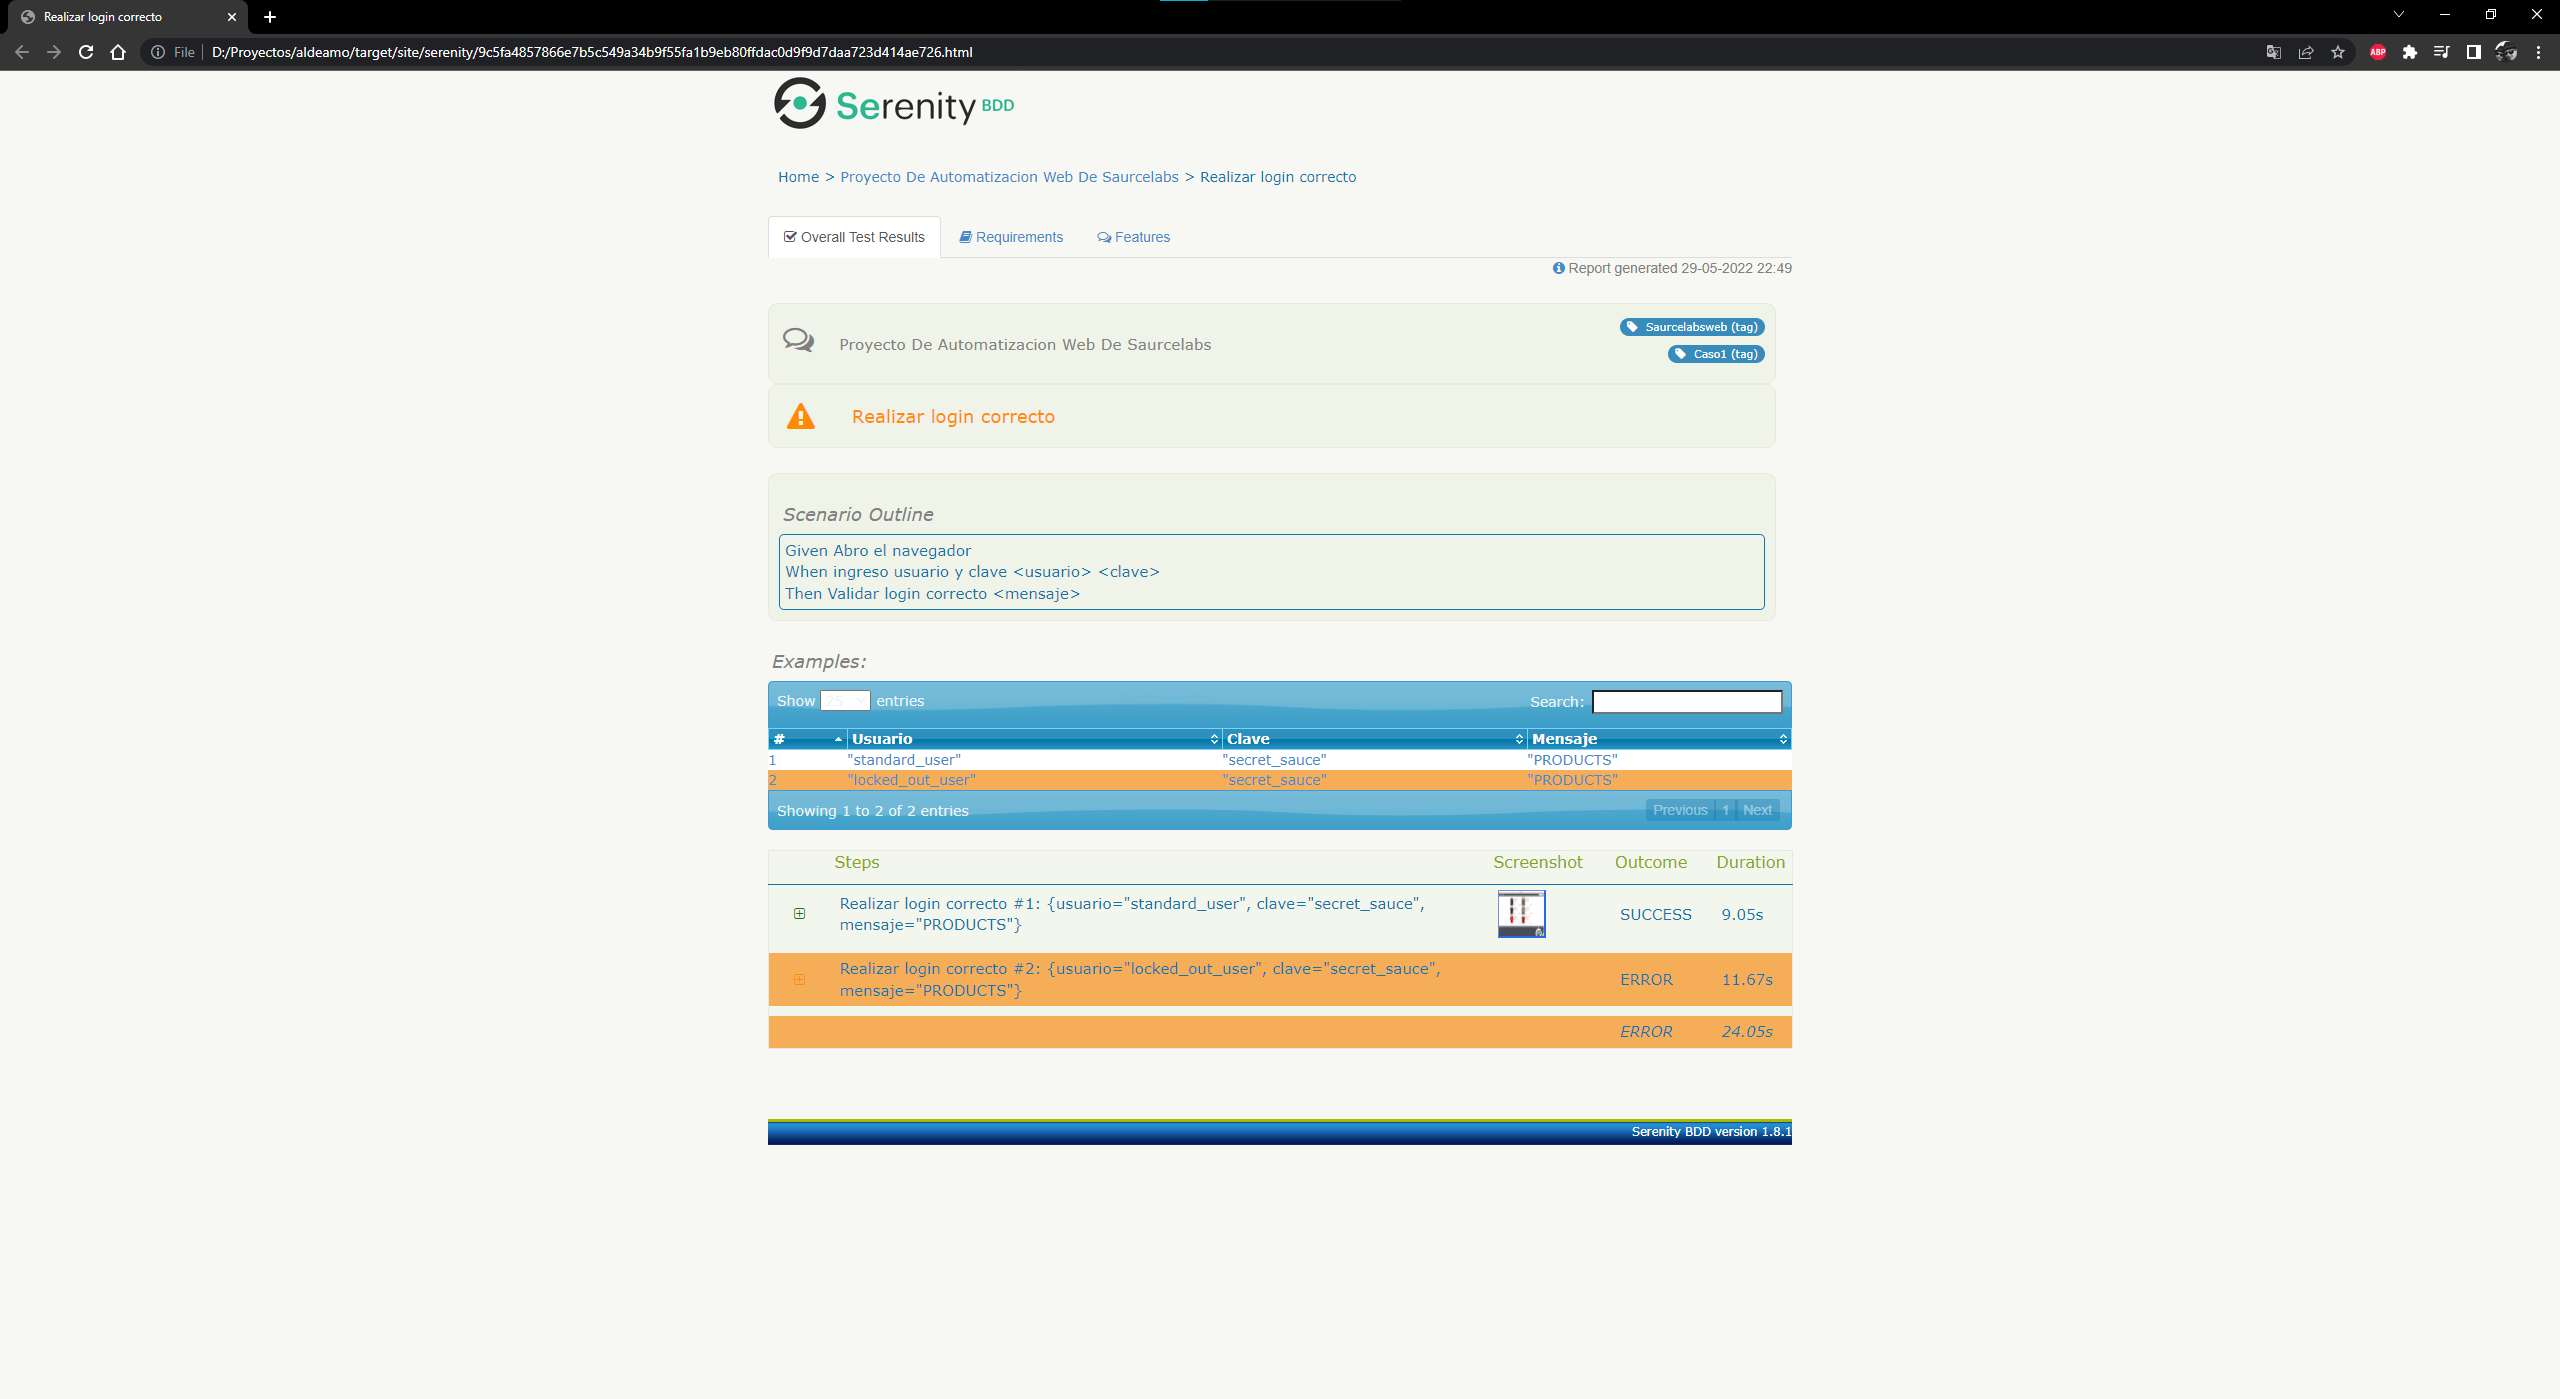 Realizar login correcto
File
D:/Proyectos/aldeamo/target/site/serenity/9c5fa4857866e7b5c549a34b9f55fa1b9eb80ffdac0d9f9d7daa723d414ae726.html
ABP
Serenity BDD
Home > Proyecto De Automatizacion Web De Saurcelabs > Realizar login correcto
Overall Test Results Requirements Features
Report generated 29-05-2022 22:49
Saurcelabsweb (tag)
Proyecto De Automatizacion Web De Saurcelabs
Caso1 (tag)
Realizar login correcto
Scenario Outline
Given Abro el navegador
When ingreso usuario y clave <usuario> <clave>
Then Validar login correcto <mensaje>
Examples:
Show 25 entries Search:
# Usuario Clave Mensaje
1 "standard_user" "secret_sauce" "PRODUCTS"
2 "locked_out_user" "secret_sauce" "PRODUCTS"
Showing 1 to 2 of 2 entries Previous 1 Next
Steps Screenshot Outcome Duration
Realizar login correcto #1: {usuario="standard_user", clave="secret_sauce",
mensaje="PRODUCTS"}
SUCCESS 9.05s
Realizar login correcto #2: {usuario="locked_out_user", clave="secret_sauce",
mensaje="PRODUCTS"}
ERROR 11.67s
ERROR 24.05s
Serenity BDD version 1.8.1